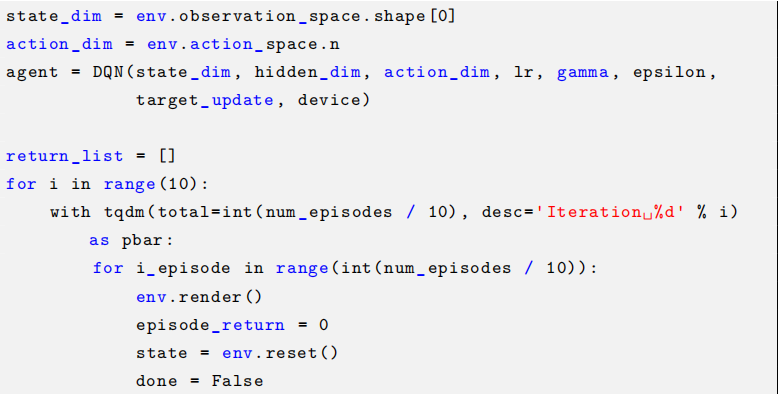 state_dim = env.observation_space.shape[0]
action_dim = env.action_space.n
agent = DQN(state_dim, hidden_dim, action_dim, lr, gamma, epsilon,
            target_update, device)

return_list = []
for i in range(10):
    with tqdm(total=int(num_episodes / 10), desc='Iteration␣%d' % i)
        as pbar:
        for i_episode in range(int(num_episodes / 10)):
            env.render()
            episode_return = 0
            state = env.reset()
            done = False